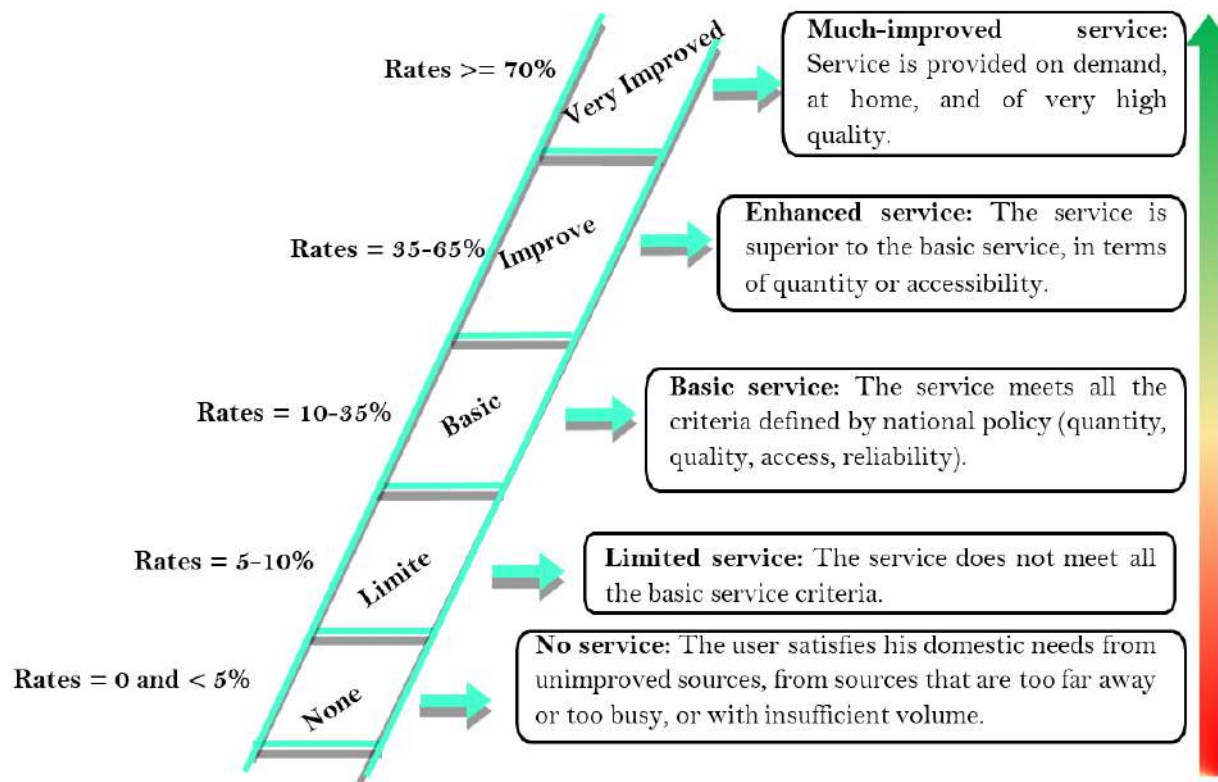 Rates >= 70%
Very Improved
Much-improved service:
Service is provided on demand,
at home, and of very high
quality.
Rates = 35-65%
Improve
Enhanced service: The service is
superior to the basic service, in terms
of quantity or accessibility.
Rates = 10-35%
Basic
Basic service: The service meets all the
criteria defined by national policy (quantity,
quality, access, reliability).
Rates = 5-10%
Limite
Limited service: The service does not meet all
the basic service criteria.
Rates = 0 and < 5%
None
No service: The user satisfies his domestic needs from
unimproved sources, from sources that are too far away
or too busy, or with insufficient volume.